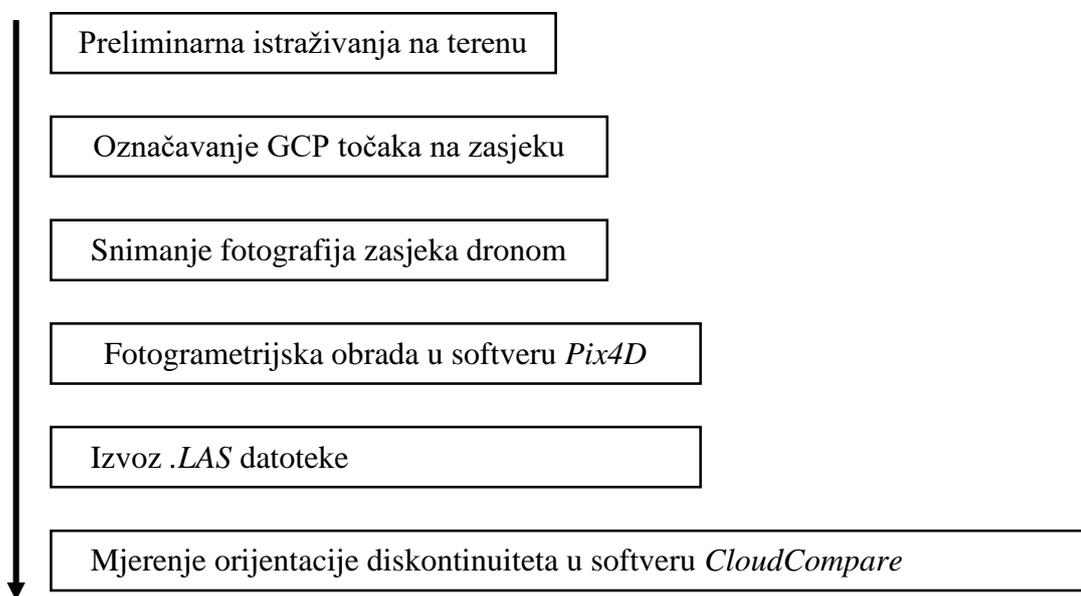 Preliminarna istraživanja na terenu
Označavanje GCP točaka na zasjeku
Snimanje fotografija zasjeka dronom
Fotogrametrijska obrada u softveru Pix4D
Izvoz .LAS datoteke
Mjerenje orijentacije diskontinuiteta u softveru CloudCompare